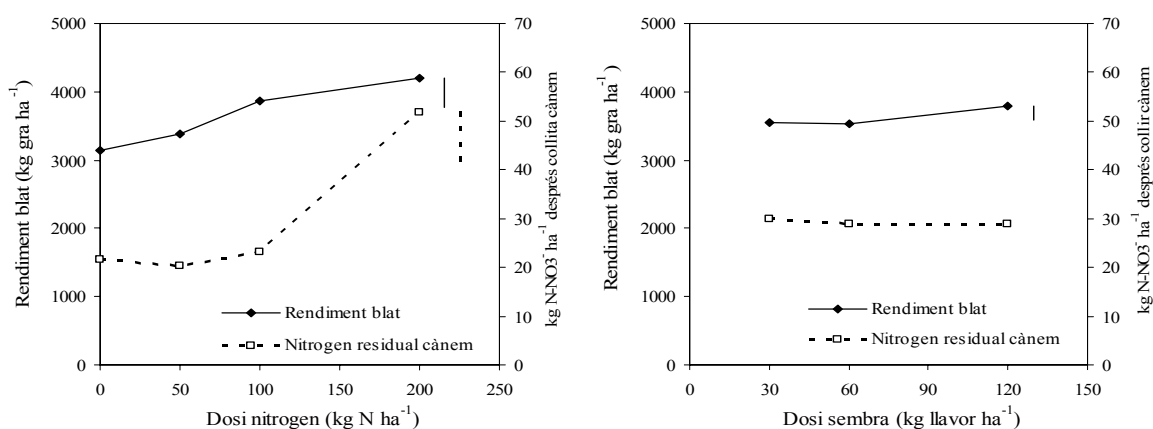 Rendiment blat (kg gra ha⁻¹)
5000
4000
3000
2000
1000
0
70
60
50
40
30
20
10
0
kg N-NO3⁻ ha⁻¹ després collita cànem
Rendiment blat
Nitrogen residual cànem
0 50 100 150 200 250
Dosi nitrogen (kg N ha⁻¹)
Rendiment blat (kg gra ha⁻¹)
5000
4000
3000
2000
1000
0
70
60
50
40
30
20
10
0
kg N-NO3⁻ ha⁻¹ després collir cànem
Rendiment blat
Nitrogen residual cànem
0 30 60 90 120 150
Dosi sembra (kg llavor ha⁻¹)